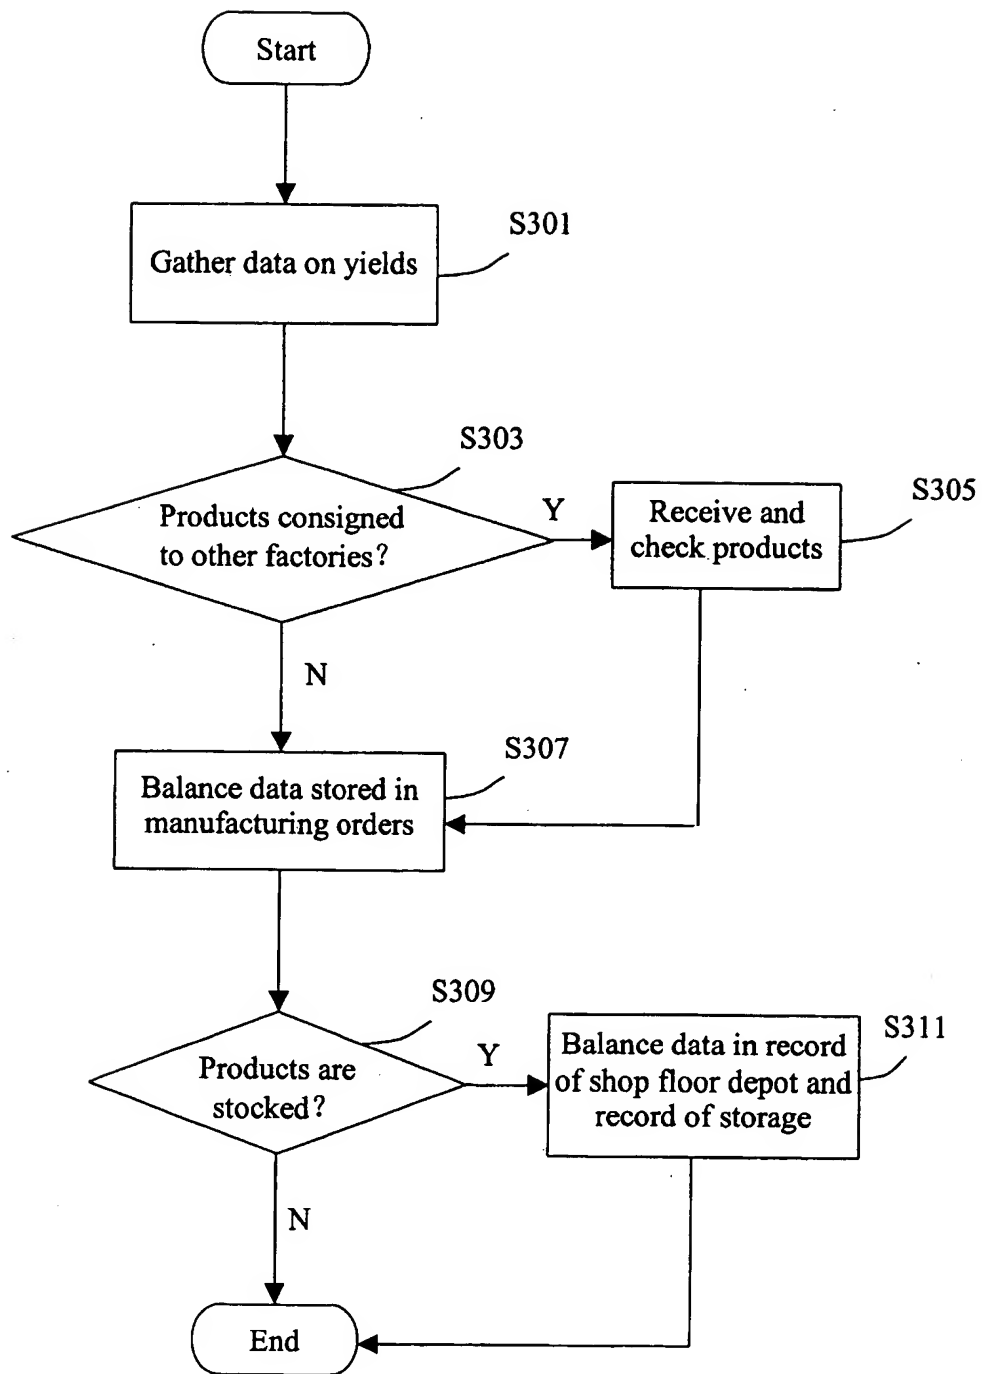 Start
S301
Gather data on yields
S303
Products consigned
to other factories?
Y
S305
Receive and
check products
N
S307
Balance data stored in
manufacturing orders
S309
Products are
stocked?
Y
S311
Balance data in record
of shop floor depot and
record of storage
N
End